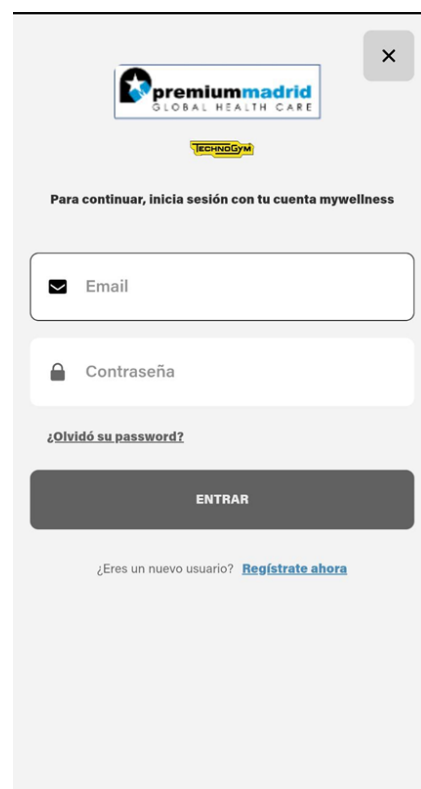 premiummadrid
GLOBAL HEALTH CARE
TECHNOGYM
Para continuar, inicia sesión con tu cuenta mywellness
Email
Contraseña
¿Olvidó su password?
ENTRAR
¿Eres un nuevo usuario? Regístrate ahora